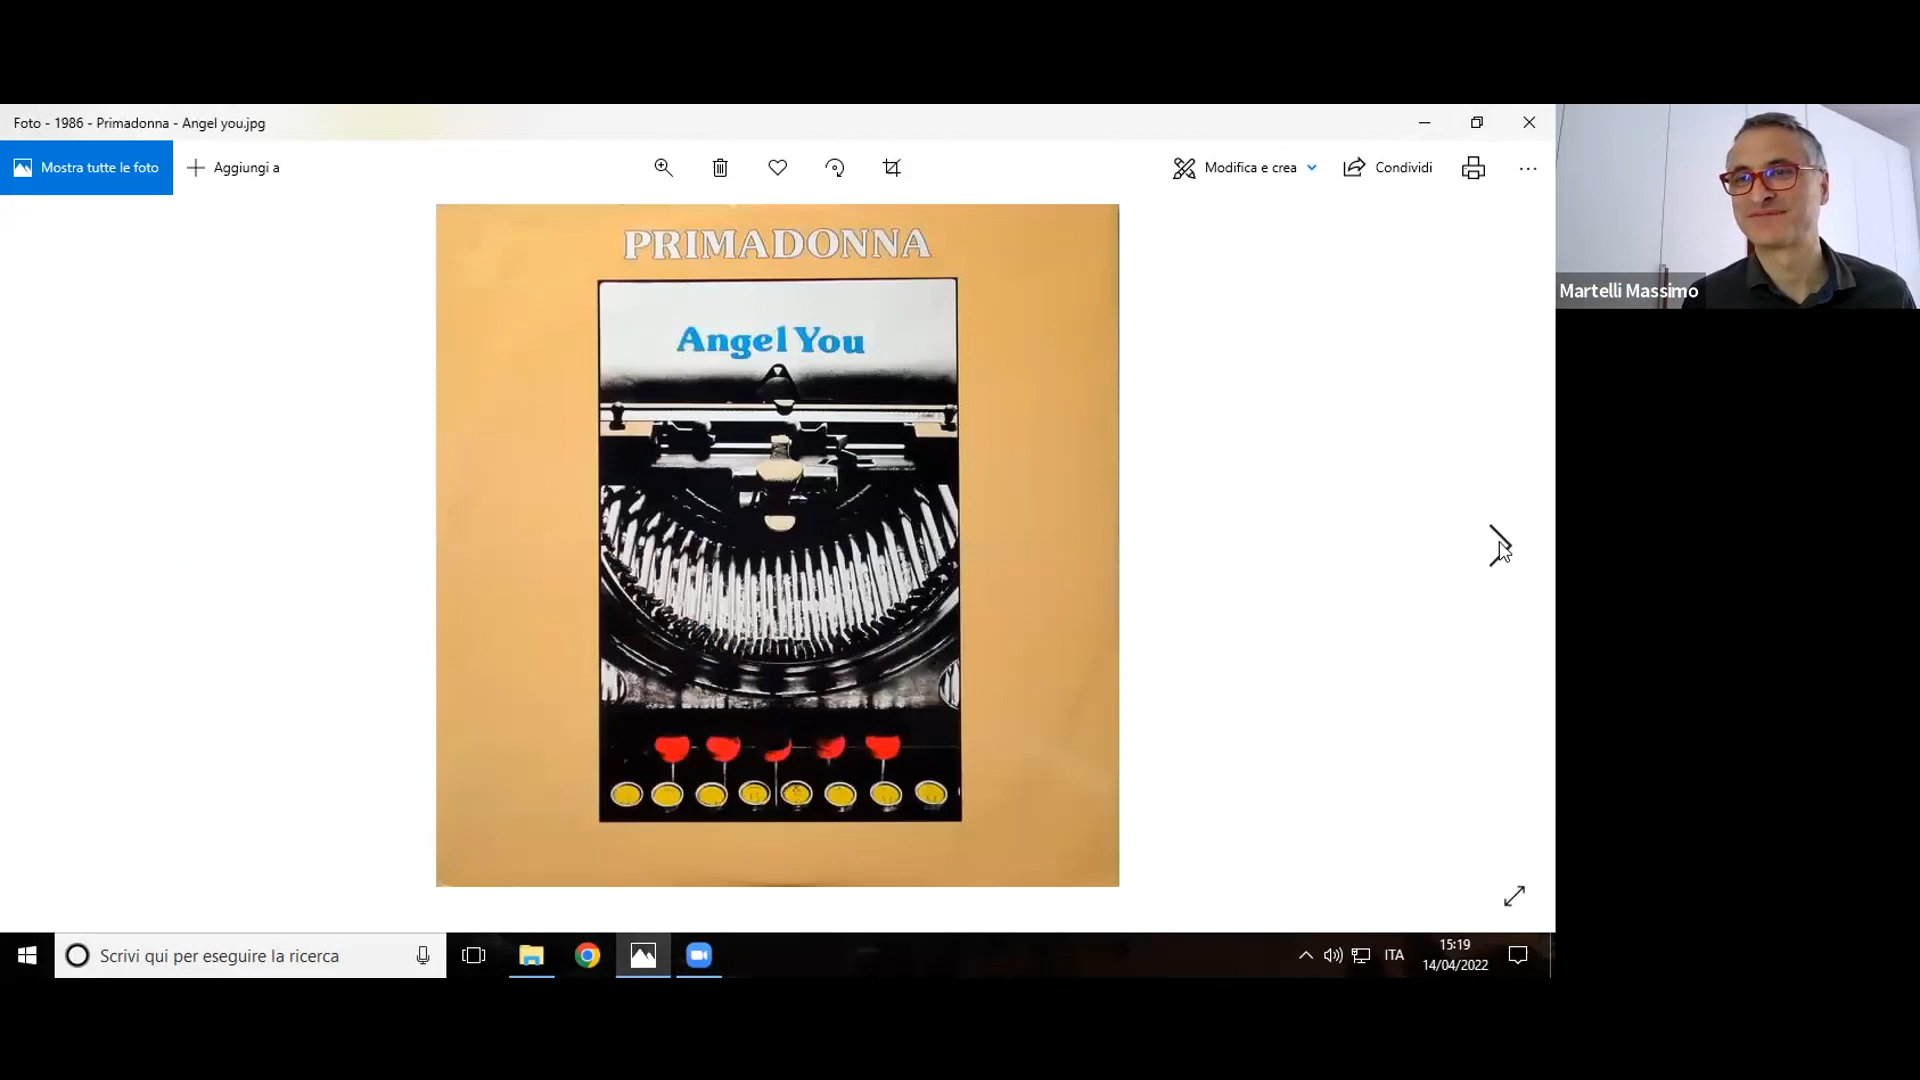 Foto - 1986 - Primadonna - Angel you.jpg
Mostra tutte le foto
Aggiungi a
Modifica e crea
Condividi
PRIMADONNA
Angel You
Martelli Massimo
Scrivi qui per eseguire la ricerca
ITA
15:19
14/04/2022